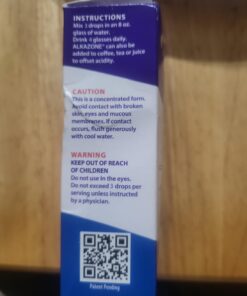 INSTRUCTIONS
Mix 3 drops in an 8 oz.
glass of water.
Drink 4 glasses daily.
ALKAZONE® can also be
added to coffee, tea or juice
to offset acidity.
CAUTION
This is a concentrated form.
Avoid contact with broken
skin, eyes and mucous
membranes. If contact
occurs, flush generously
with cool water.
WARNING
KEEP OUT OF REACH
OF CHILDREN
Do not use in the eyes.
Do not exceed 3 drops per
serving unless instructed
by a physician.
Patent Pending